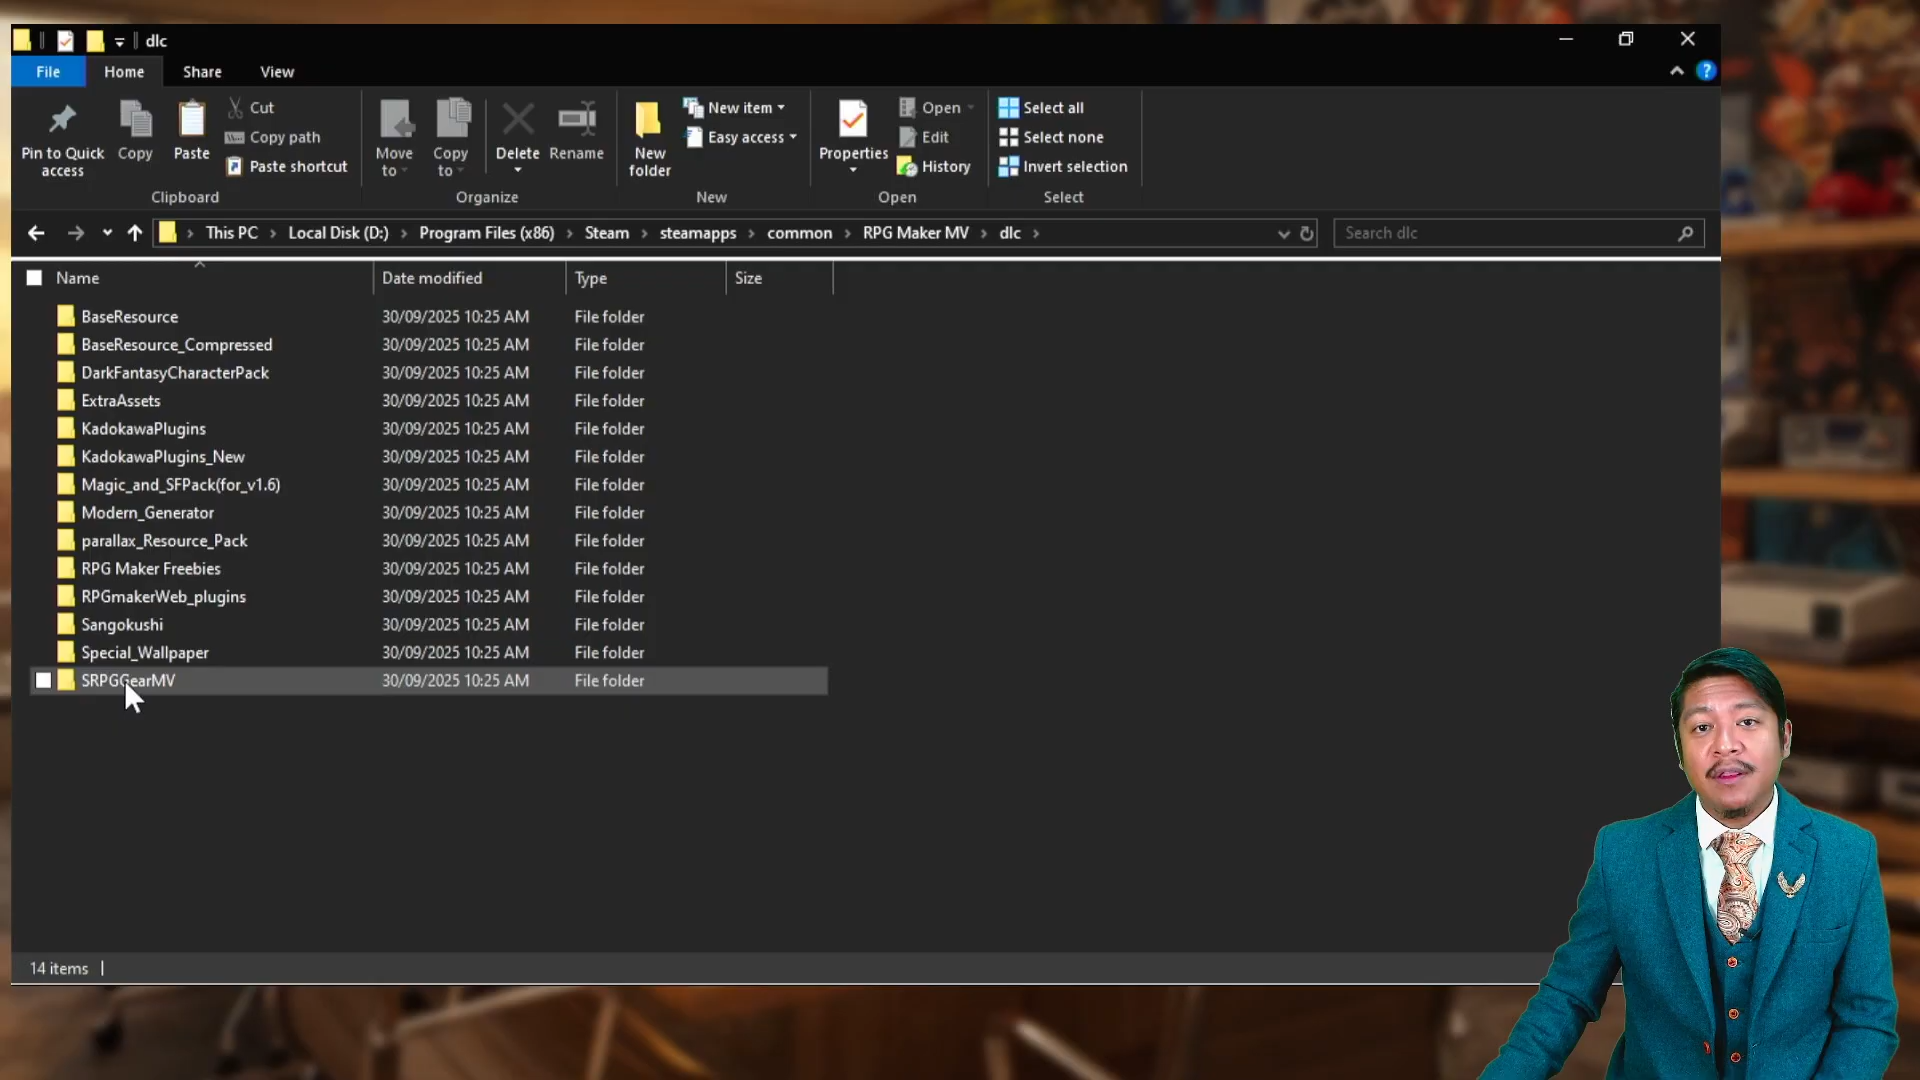 dlc
File Home Share View
?
Pin to Quick access
Copy
Paste
Cut
Copy path
Paste shortcut
Clipboard
Move to
Copy to
Delete
Rename
Organize
New folder
New item
Easy access
New
Properties
Open
Edit
History
Open
Select all
Select none
Invert selection
Select
This PC > Local Disk (D:) > Program Files (x86) > Steam > steamapps > common > RPG Maker MV > dlc >
Search dlc
Name Date modified Type Size
BaseResource 30/09/2025 10:25 AM File folder
BaseResource_Compressed 30/09/2025 10:25 AM File folder
DarkFantasyCharacterPack 30/09/2025 10:25 AM File folder
ExtraAssets 30/09/2025 10:25 AM File folder
KadokawaPlugins 30/09/2025 10:25 AM File folder
KadokawaPlugins_New 30/09/2025 10:25 AM File folder
Magic_and_SFPack(for_v1.6) 30/09/2025 10:25 AM File folder
Modern_Generator 30/09/2025 10:25 AM File folder
parallax_Resource_Pack 30/09/2025 10:25 AM File folder
RPG Maker Freebies 30/09/2025 10:25 AM File folder
RPGmakerWeb_plugins 30/09/2025 10:25 AM File folder
Sangokushi 30/09/2025 10:25 AM File folder
Special_Wallpaper 30/09/2025 10:25 AM File folder
SRPGGearMV 30/09/2025 10:25 AM File folder
14 items